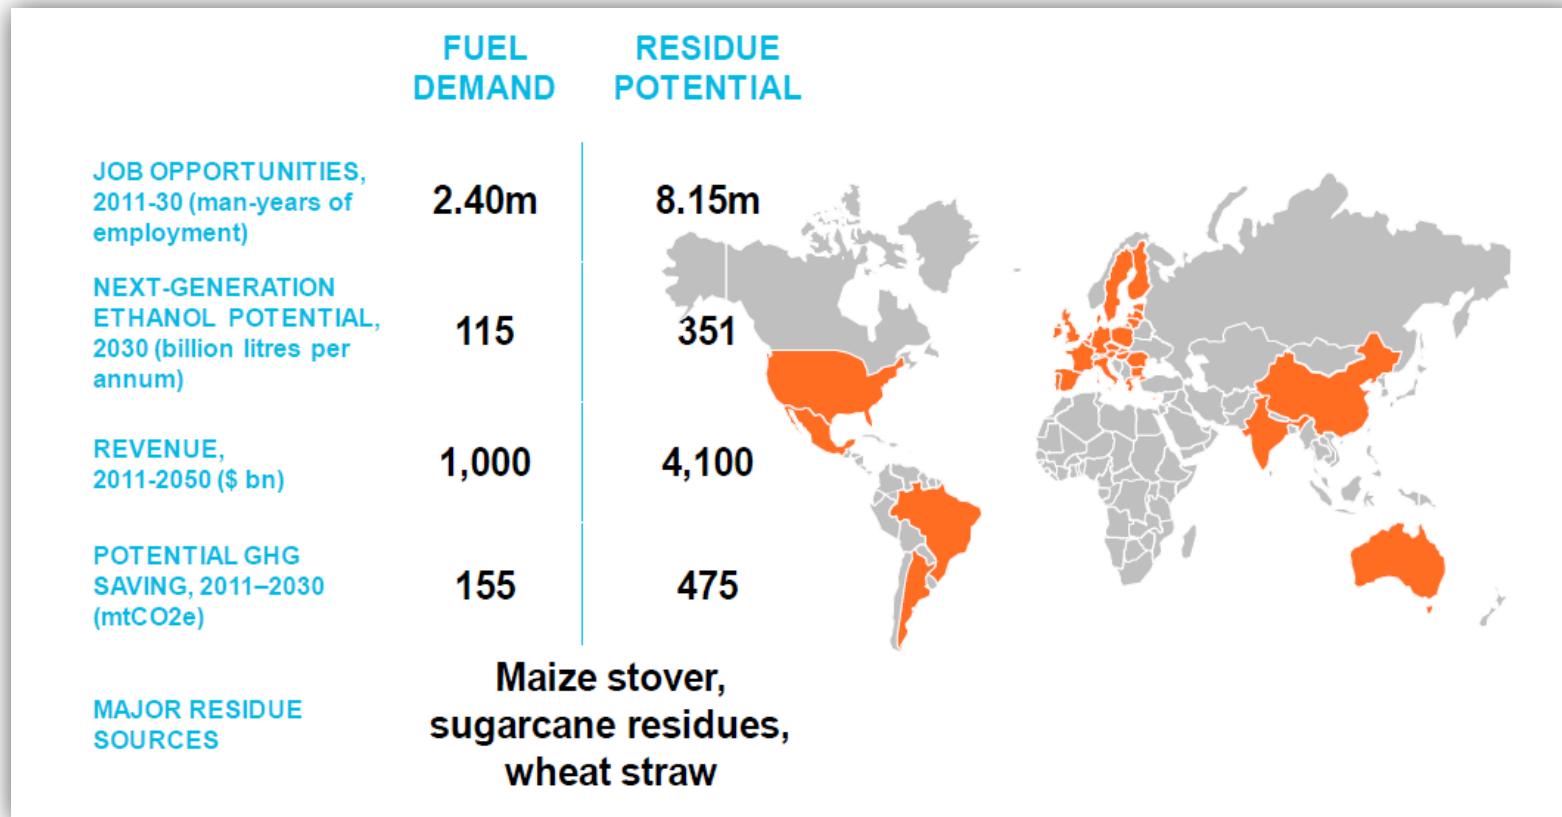 FUEL
DEMAND
RESIDUE
POTENTIAL
JOB OPPORTUNITIES,
2011-30 (man-years of
employment)
2.40m
8.15m
NEXT-GENERATION
ETHANOL POTENTIAL,
2030 (billion litres per
annum)
115
351
REVENUE,
2011-2050 ($ bn)
1,000
4,100
POTENTIAL GHG
SAVING, 2011–2030
(mtCO2e)
155
475
MAJOR RESIDUE
SOURCES
Maize stover,
sugarcane residues,
wheat straw